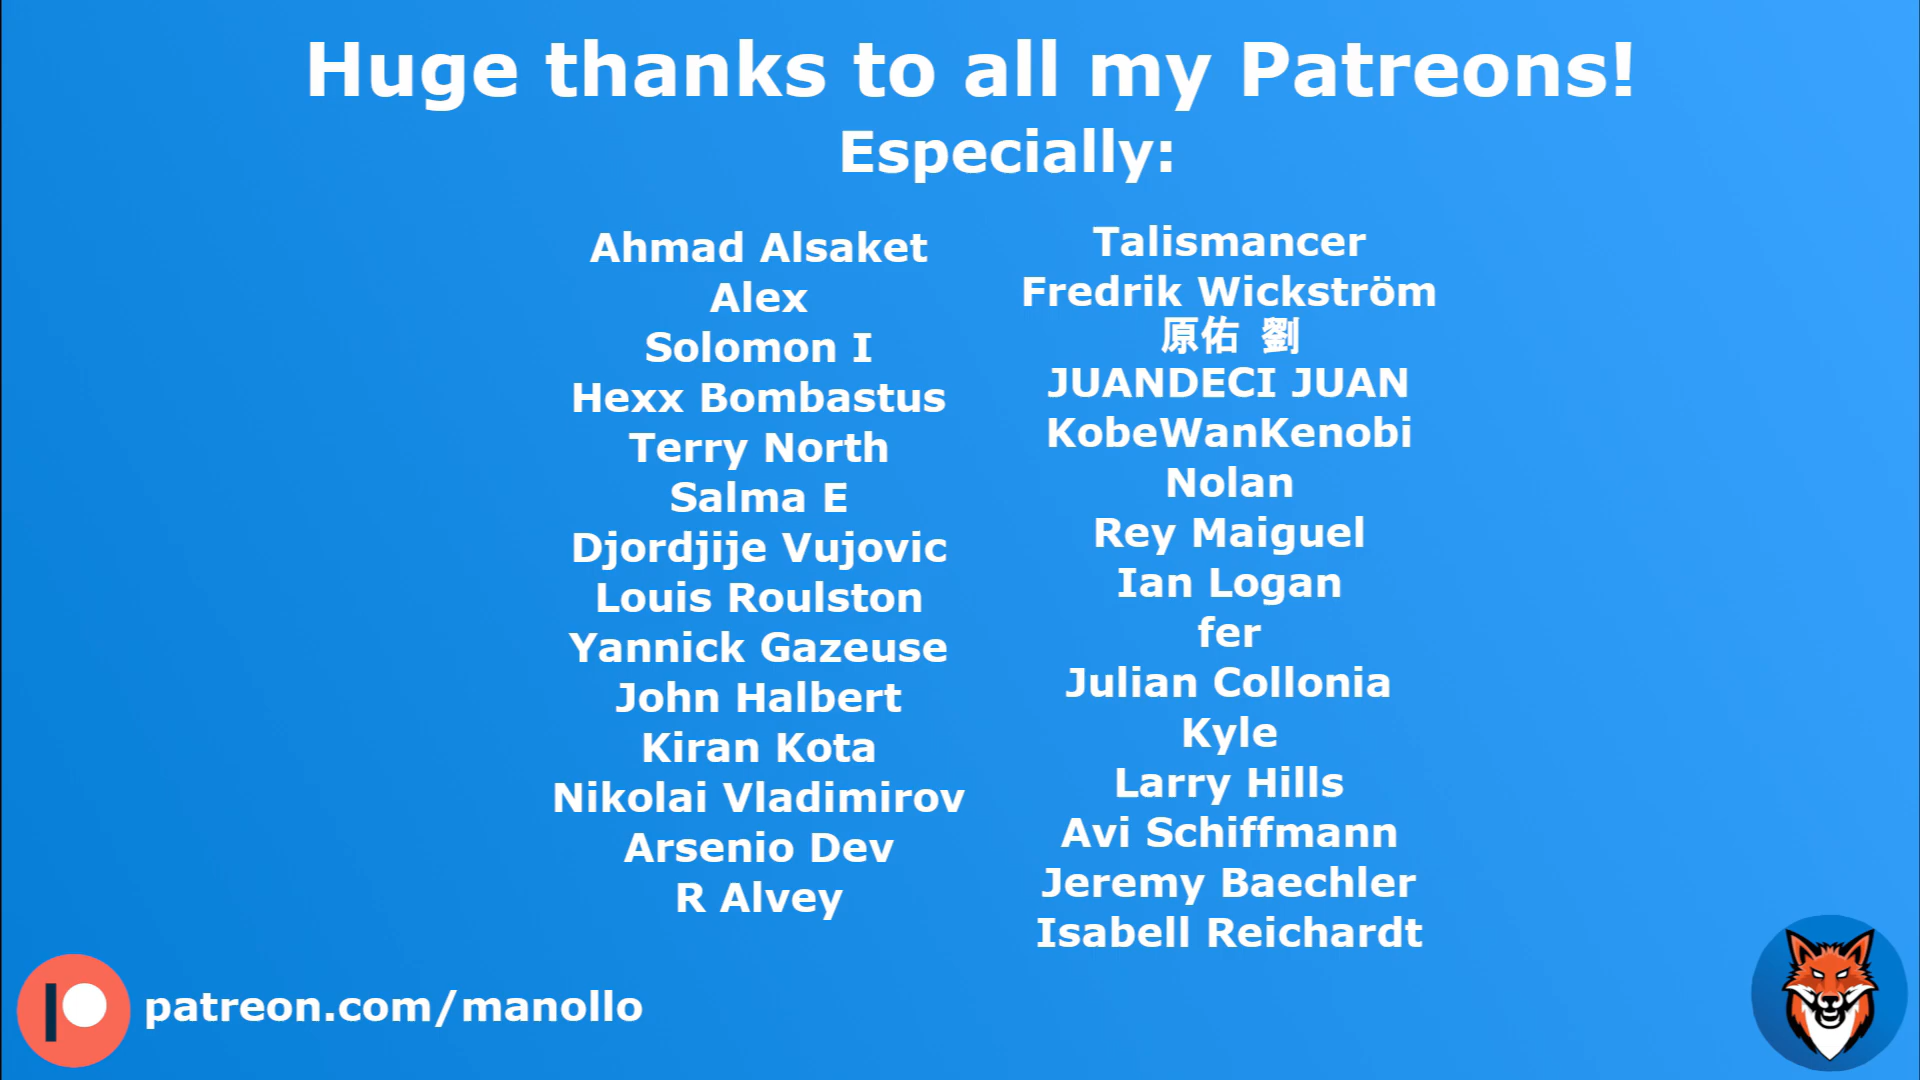 Huge thanks to all my Patreons!
Especially:
Ahmad Alsaket
Alex
Solomon I
Hexx Bombastus
Terry North
Salma E
Djordjije Vujovic
Louis Roulston
Yannick Gazeuse
John Halbert
Kiran Kota
Nikolai Vladimirov
Arsenio Dev
R Alvey
Talismancer
Fredrik Wickström
原佑 劉
JUANDECI JUAN
KobeWanKenobi
Nolan
Rey Maiguel
Ian Logan
fer
Julian Collonia
Kyle
Larry Hills
Avi Schiffmann
Jeremy Baechler
Isabell Reichardt
patreon.com/manollo